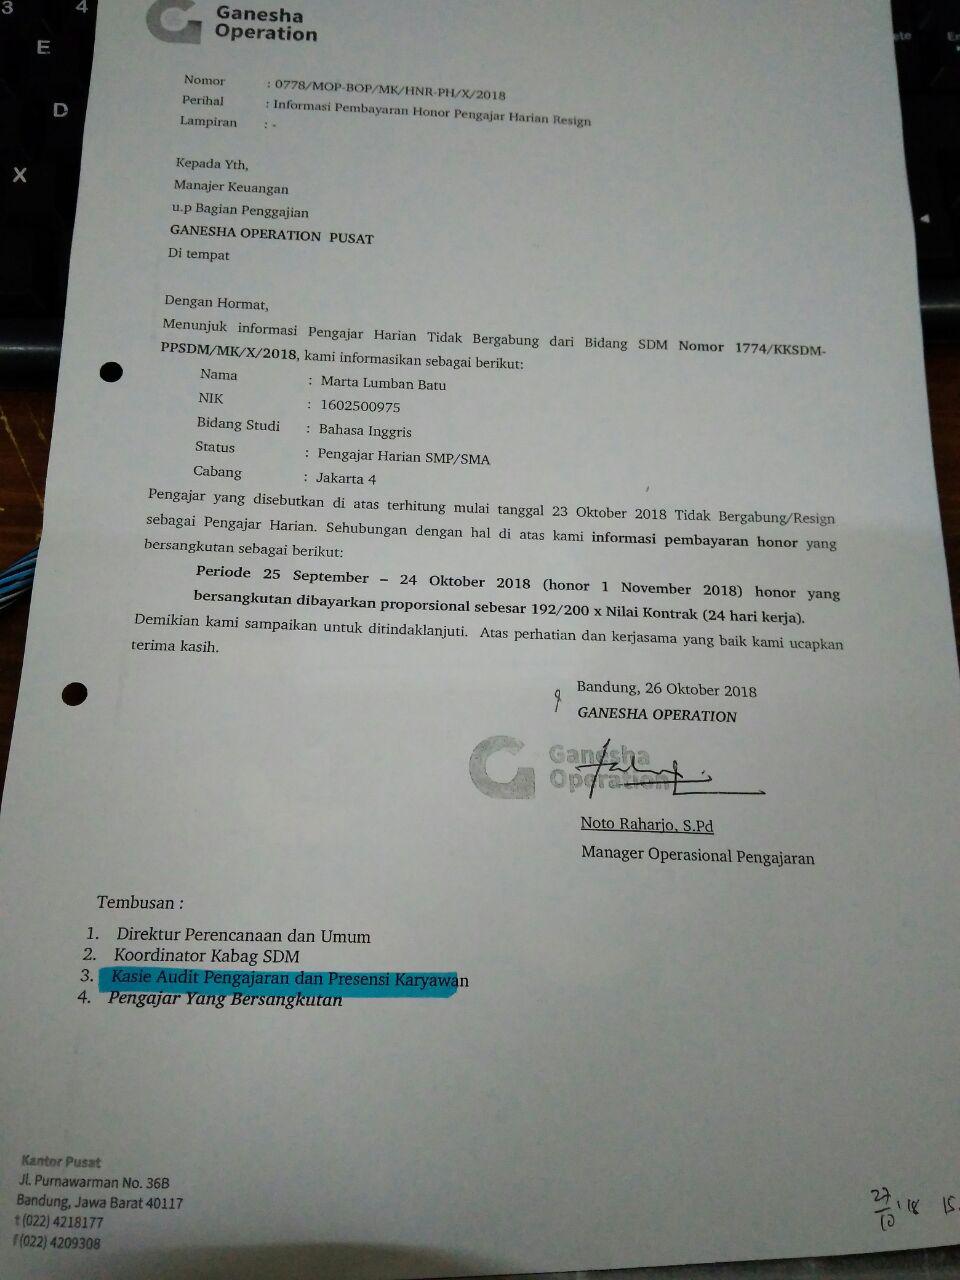 3
4
E
D
X
Ganesha
Operation
Nomor : 0778/MOP-BOP/MK/HNR-PH/X/2018
Perihal : Informasi Pembayaran Honor Pengajar Harian Resign
Lampiran : -
Kepada Yth,
Manajer Keuangan
u.p Bagian Penggajian
GANESHA OPERATION PUSAT
Di tempat
Dengan Hormat,
Menunjuk informasi Pengajar Harian Tidak Bergabung dari Bidang SDM Nomor 1774/KKSDM-
PPSDM/MK/X/2018, kami informasikan sebagai berikut:
Nama : Marta Lumban Batu
NIK : 1602500975
Bidang Studi : Bahasa Inggris
Status : Pengajar Harian SMP/SMA
Cabang : Jakarta 4
Pengajar yang disebutkan di atas terhitung mulai tanggal 23 Oktober 2018 Tidak Bergabung/Resign
sebagai Pengajar Harian. Sehubungan dengan hal di atas kami informasi pembayaran honor yang
bersangkutan sebagai berikut:
Periode 25 September – 24 Oktober 2018 (honor 1 November 2018) honor yang
bersangkutan dibayarkan proporsional sebesar 192/200 x Nilai Kontrak (24 hari kerja).
Demikian kami sampaikan untuk ditindaklanjuti. Atas perhatian dan kerjasama yang baik kami ucapkan
terima kasih.
Bandung, 26 Oktober 2018
GANESHA OPERATION
Ganesha
Operation
Noto Raharjo, S.Pd
Manager Operasional Pengajaran
Tembusan :
1. Direktur Perencanaan dan Umum
2. Koordinator Kabag SDM
3. Kasie Audit Pengajaran dan Presensi Karyawan
4. Pengajar Yang Bersangkutan
Kantor Pusat
Jl. Purnawarman No. 36B
Bandung, Jawa Barat 40117
t (022) 4218177
f (022) 4209308
27/10 '18 15.